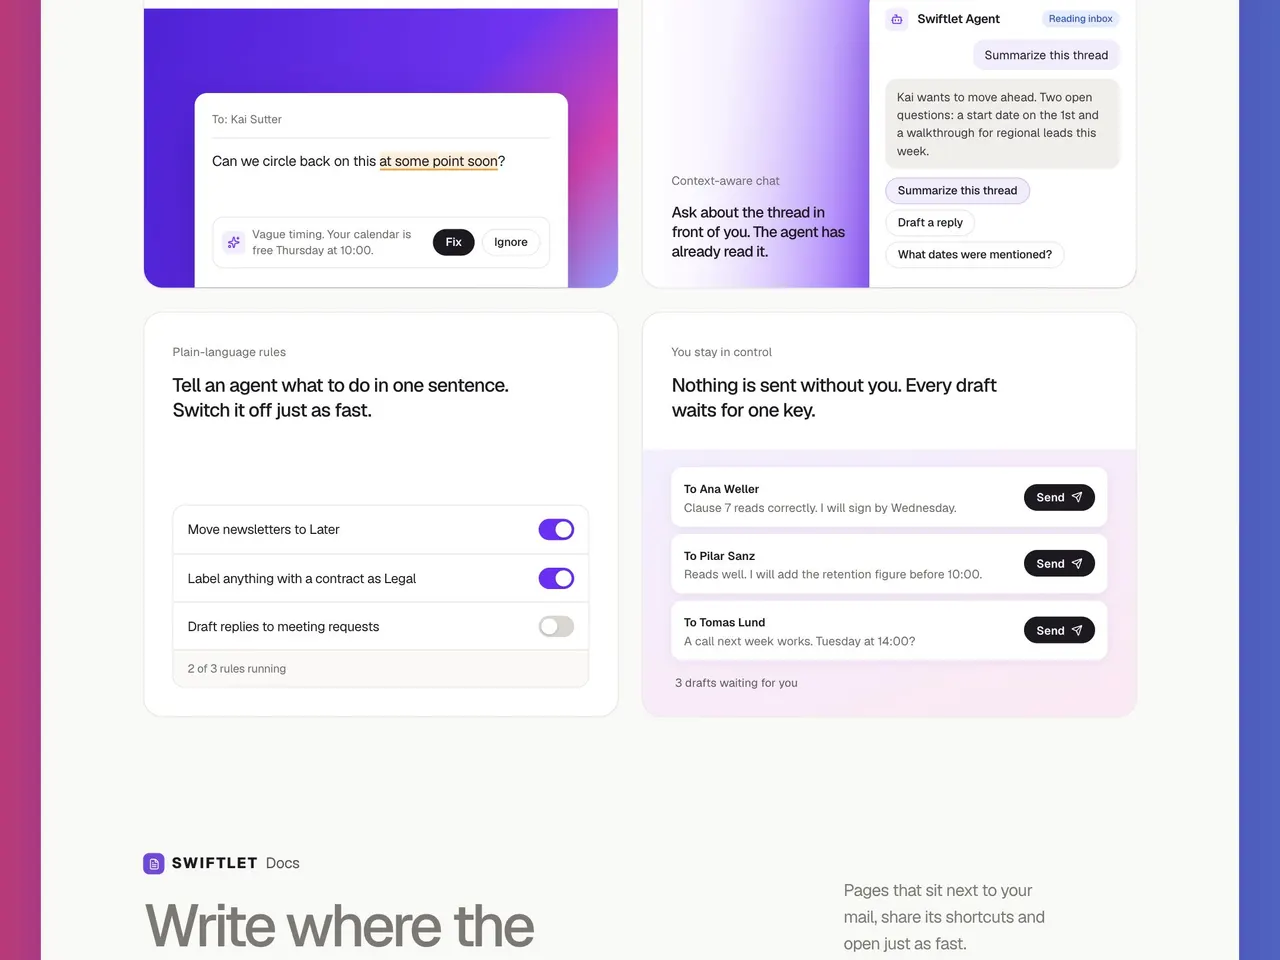 To: Kai Sutter
Can we circle back on this at some point soon?
Vague timing. Your calendar is
free Thursday at 10:00.
Fix
Ignore
Context-aware chat
Ask about the thread in
front of you. The agent has
already read it.
Swiftlet Agent
Reading inbox
Summarize this thread
Kai wants to move ahead. Two open
questions: a start date on the 1st and
a walkthrough for regional leads this
week.
Summarize this thread
Draft a reply
What dates were mentioned?
Plain-language rules
Tell an agent what to do in one sentence.
Switch it off just as fast.
Move newsletters to Later
Label anything with a contract as Legal
Draft replies to meeting requests
2 of 3 rules running
You stay in control
Nothing is sent without you. Every draft
waits for one key.
To Ana Weller
Clause 7 reads correctly. I will sign by Wednesday.
Send
To Pilar Sanz
Reads well. I will add the retention figure before 10:00.
Send
To Tomas Lund
A call next week works. Tuesday at 14:00?
Send
3 drafts waiting for you
SWIFTLET Docs
Write where the
Pages that sit next to your
mail, share its shortcuts and
open just as fast.